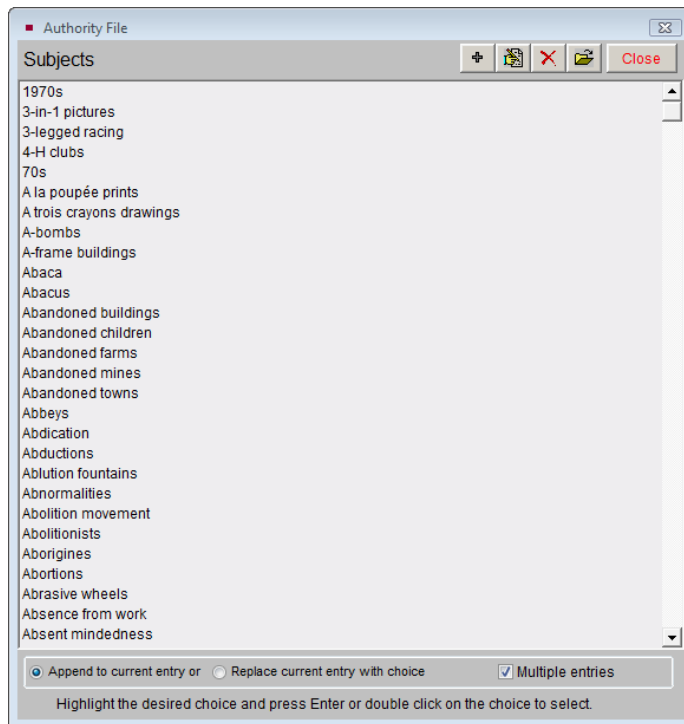 Authority File
Subjects
Close
1970s
3-in-1 pictures
3-legged racing
4-H clubs
70s
A la poupée prints
A trois crayons drawings
A-bombs
A-frame buildings
Abaca
Abacus
Abandoned buildings
Abandoned children
Abandoned farms
Abandoned mines
Abandoned towns
Abbeys
Abdication
Abductions
Ablution fountains
Abnormalities
Abolition movement
Abolitionists
Aborigines
Abortions
Abrasive wheels
Absence from work
Absent mindedness
Append to current entry or Replace current entry with choice Multiple entries
Highlight the desired choice and press Enter or double click on the choice to select.